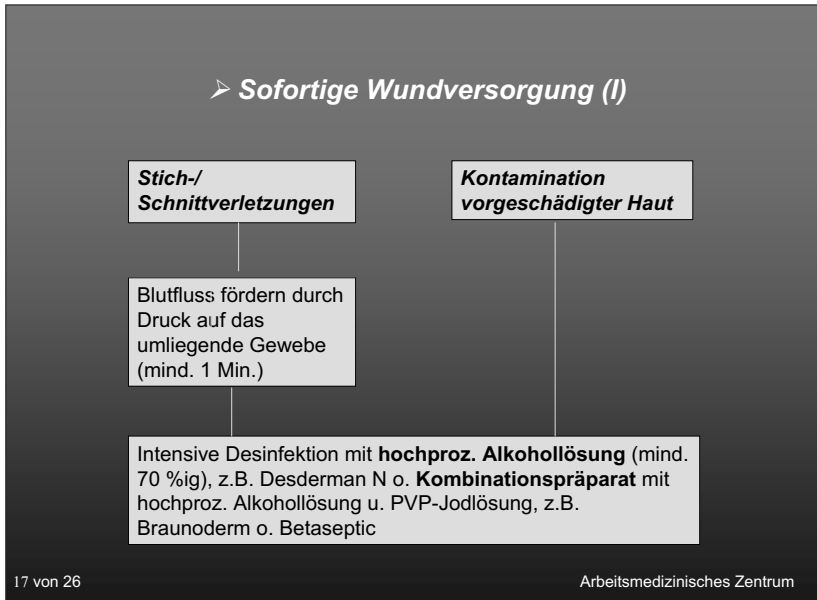 ➢ Sofortige Wundversorgung (I)
Stich-/
Schnittverletzungen
Kontamination
vorgeschädigter Haut
Blutfluss fördern durch
Druck auf das
umliegende Gewebe
(mind. 1 Min.)
Intensive Desinfektion mit hochproz. Alkohollösung (mind.
70 %ig), z.B. Desderman N o. Kombinationspräparat mit
hochproz. Alkohollösung u. PVP-Jodlösung, z.B.
Braunoderm o. Betaseptic
17 von 26
Arbeitsmedizinisches Zentrum